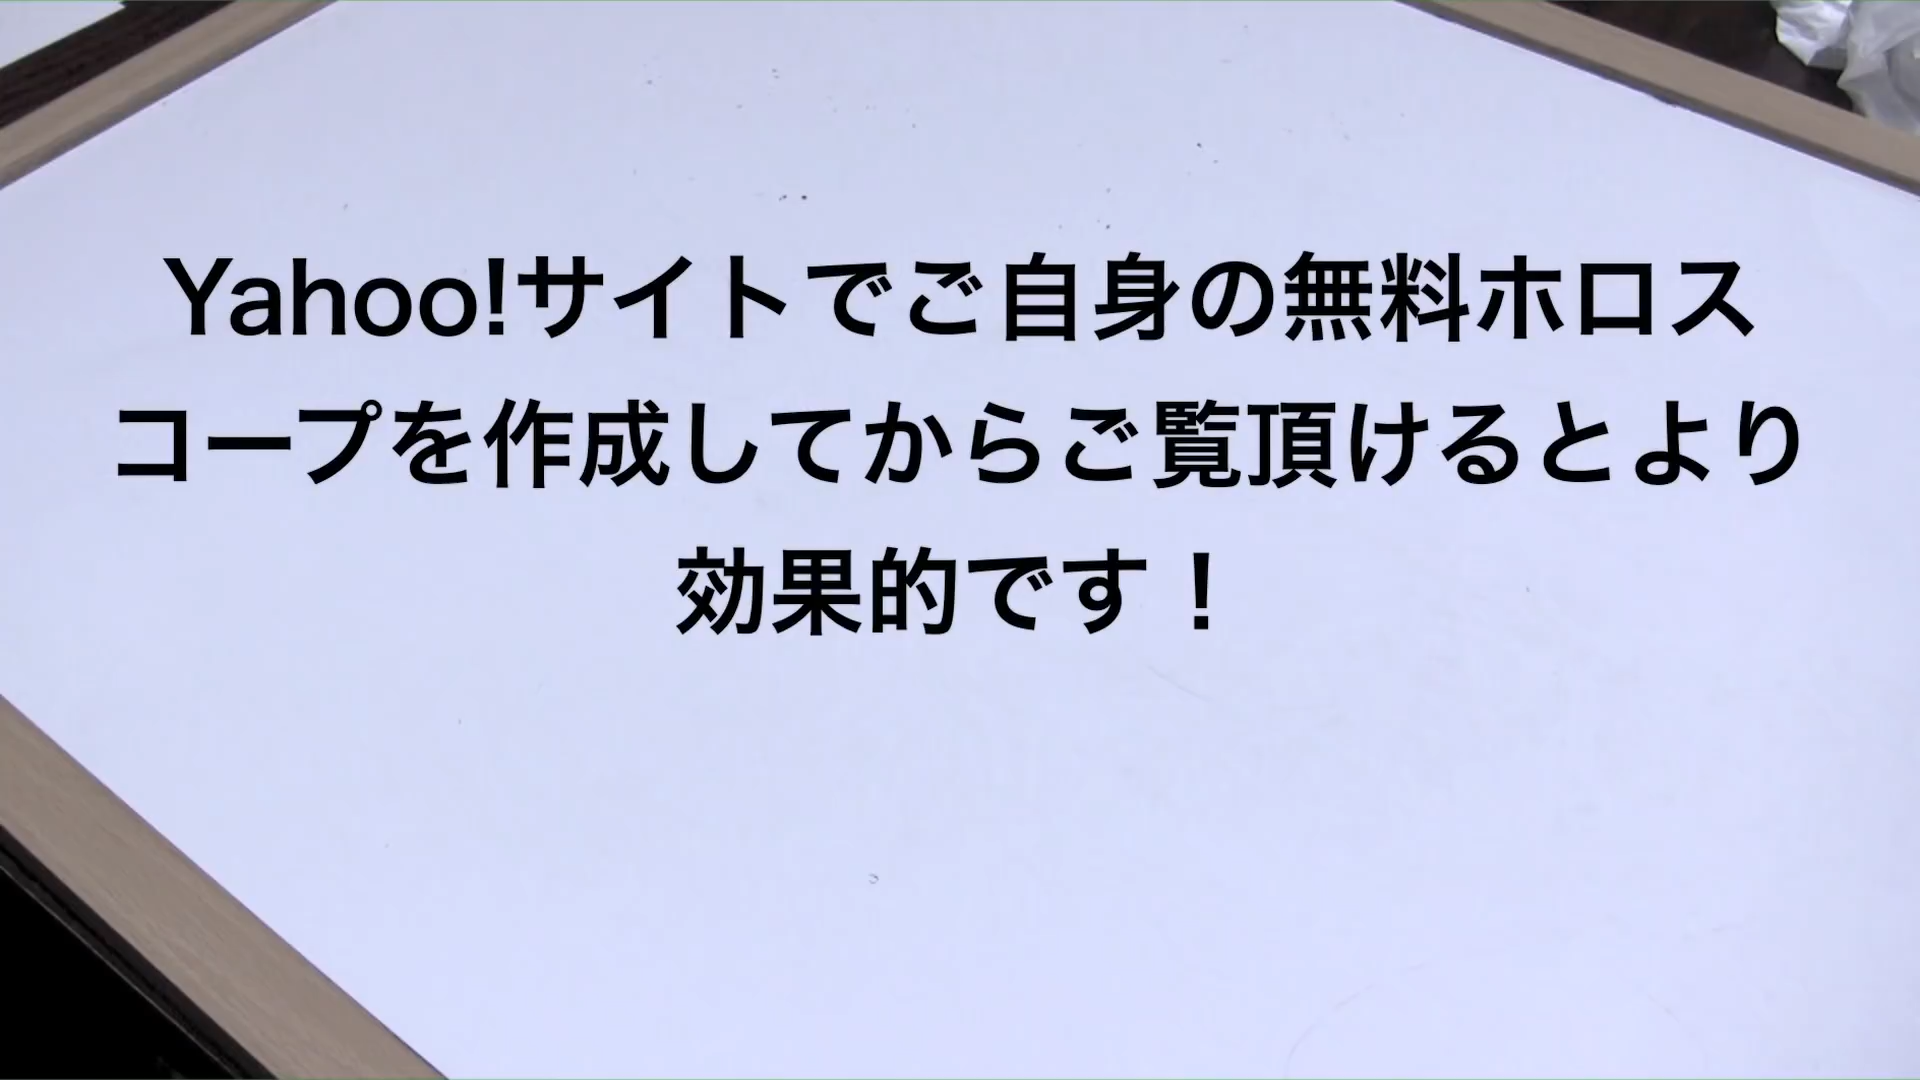 Yahoo!サイトでご自身の無料ホロス
コープを作成してからご覧頂けるとより
効果的です！